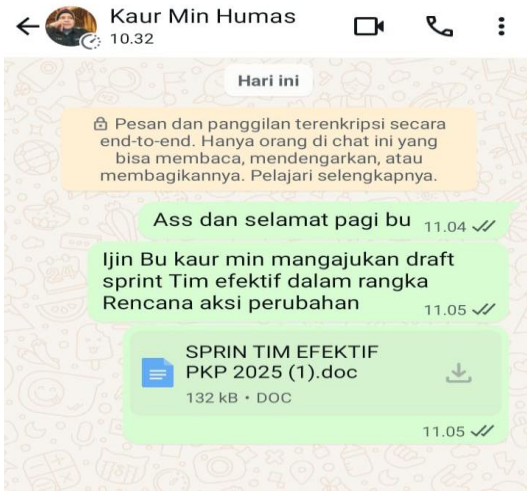 Kaur Min Humas
10.32
Hari ini
Pesan dan panggilan terenkripsi secara
end-to-end. Hanya orang di chat ini yang
bisa membaca, mendengarkan, atau
membagikannya. Pelajari selengkapnya.
Ass dan selamat pagi bu 11.04
Ijin Bu kaur min mangajukan draft
sprint Tim efektif dalam rangka
Rencana aksi perubahan 11.05
SPRIN TIM EFEKTIF
PKP 2025 (1).doc
132 kB • DOC
11.05